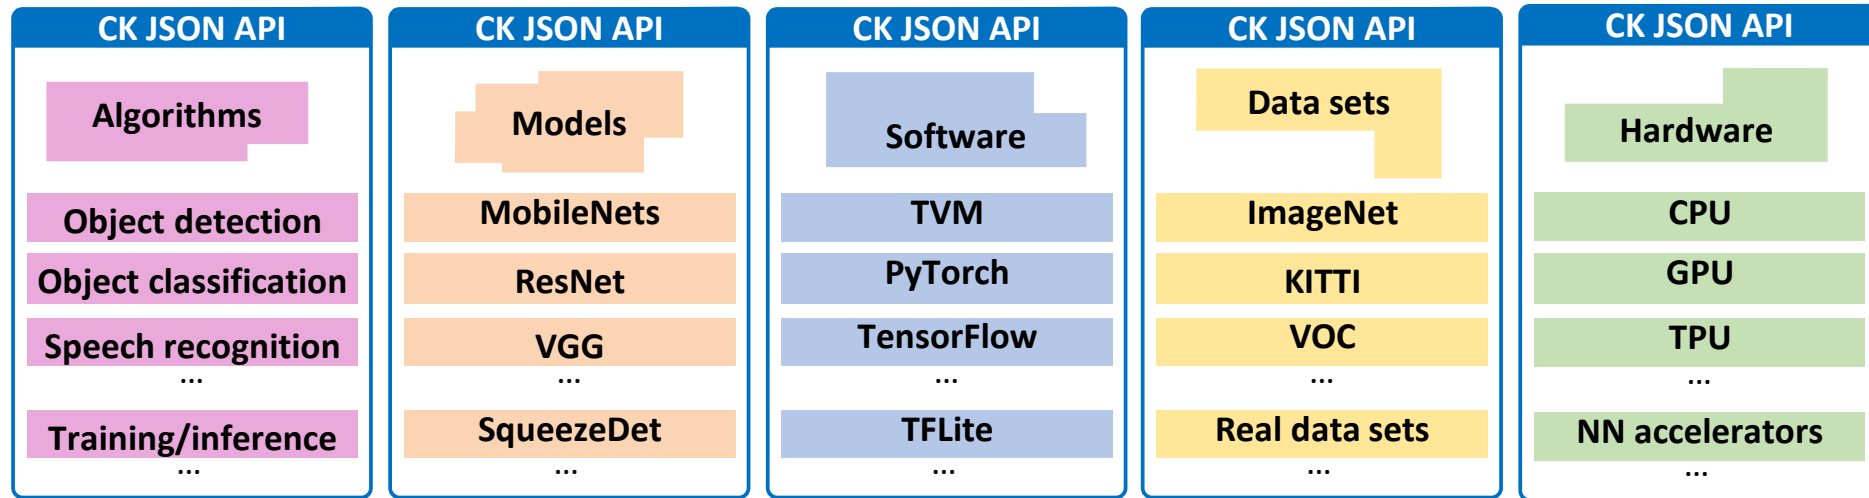 CK JSON API
Algorithms
Object detection
Object classification
Speech recognition
...
Training/inference
...
CK JSON API
Models
MobileNets
ResNet
VGG
...
SqueezeDet
...
CK JSON API
Software
TVM
PyTorch
TensorFlow
...
TFLite
...
CK JSON API
Data sets
ImageNet
KITTI
VOC
...
Real data sets
...
CK JSON API
Hardware
CPU
GPU
TPU
...
NN accelerators
...